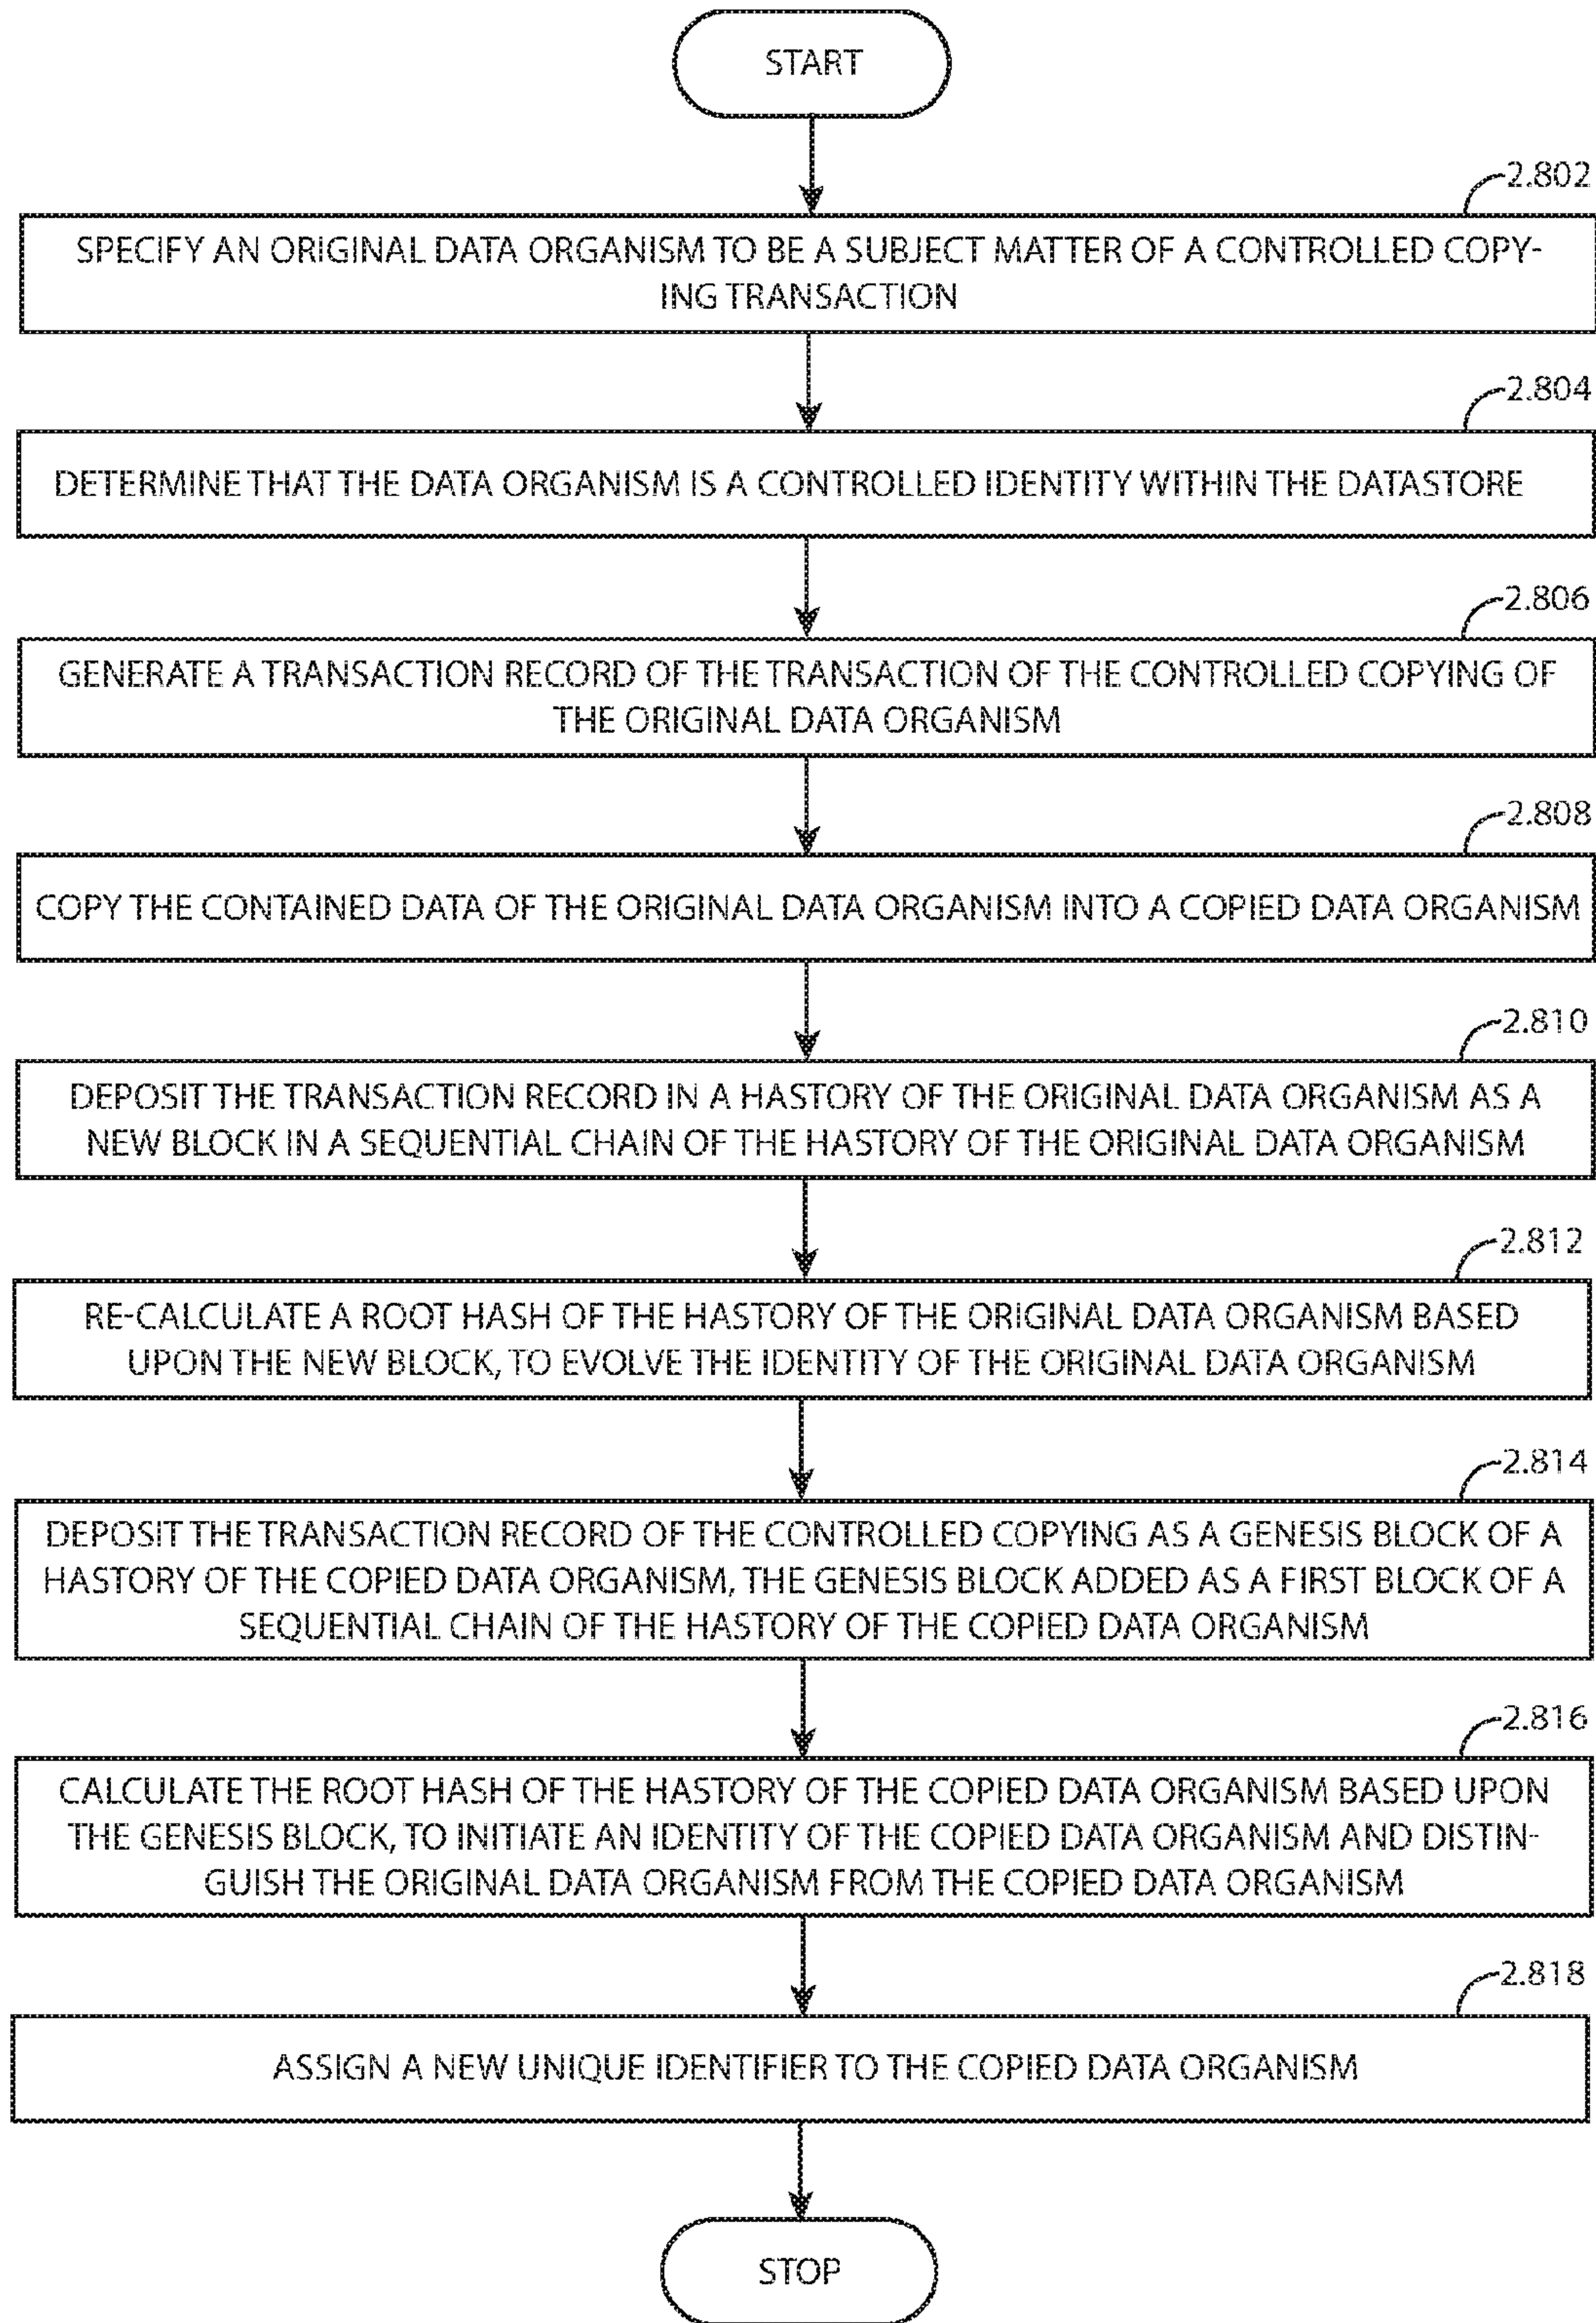 START
2.802
SPECIFY AN ORIGINAL DATA ORGANISM TO BE A SUBJECT MATTER OF A CONTROLLED COPY-
ING TRANSACTION
2.804
DETERMINE THAT THE DATA ORGANISM IS A CONTROLLED IDENTITY WITHIN THE DATASTORE
2.806
GENERATE A TRANSACTION RECORD OF THE TRANSACTION OF THE CONTROLLED COPYING OF
THE ORIGINAL DATA ORGANISM
2.808
COPY THE CONTAINED DATA OF THE ORIGINAL DATA ORGANISM INTO A COPIED DATA ORGANISM
2.810
DEPOSIT THE TRANSACTION RECORD IN A HASTORY OF THE ORIGINAL DATA ORGANISM AS A
NEW BLOCK IN A SEQUENTIAL CHAIN OF THE HASTORY OF THE ORIGINAL DATA ORGANISM
2.812
RE-CALCULATE A ROOT HASH OF THE HASTORY OF THE ORIGINAL DATA ORGANISM BASED
UPON THE NEW BLOCK, TO EVOLVE THE IDENTITY OF THE ORIGINAL DATA ORGANISM
2.814
DEPOSIT THE TRANSACTION RECORD OF THE CONTROLLED COPYING AS A GENESIS BLOCK OF A
HASTORY OF THE COPIED DATA ORGANISM, THE GENESIS BLOCK ADDED AS A FIRST BLOCK OF A
SEQUENTIAL CHAIN OF THE HASTORY OF THE COPIED DATA ORGANISM
2.816
CALCULATE THE ROOT HASH OF THE HASTORY OF THE COPIED DATA ORGANISM BASED UPON
THE GENESIS BLOCK, TO INITIATE AN IDENTITY OF THE COPIED DATA ORGANISM AND DISTIN-
GUISH THE ORIGINAL DATA ORGANISM FROM THE COPIED DATA ORGANISM
2.818
ASSIGN A NEW UNIQUE IDENTIFIER TO THE COPIED DATA ORGANISM
STOP